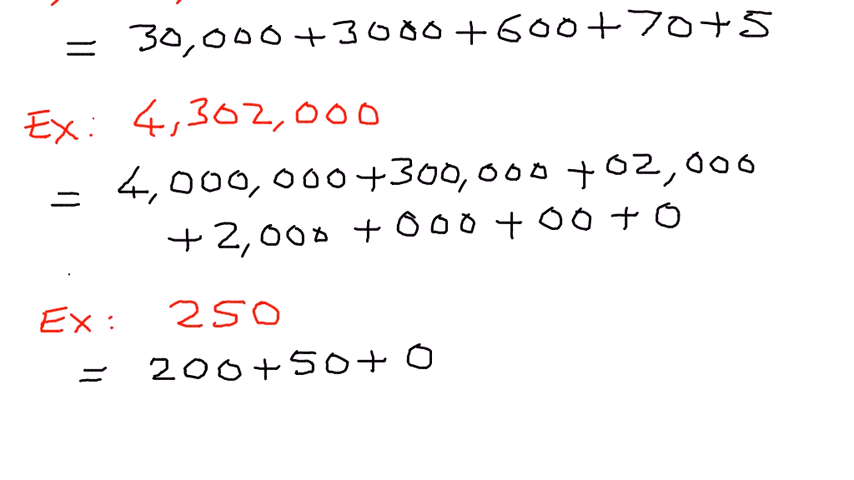 = 30,000 + 3000 + 600 + 70 + 5
Ex: 4,302,000
= 4,000,000 + 300,000 + 02,000
+ 2,000 + 000 + 00 + 0
Ex: 250
= 200 + 50 + 0